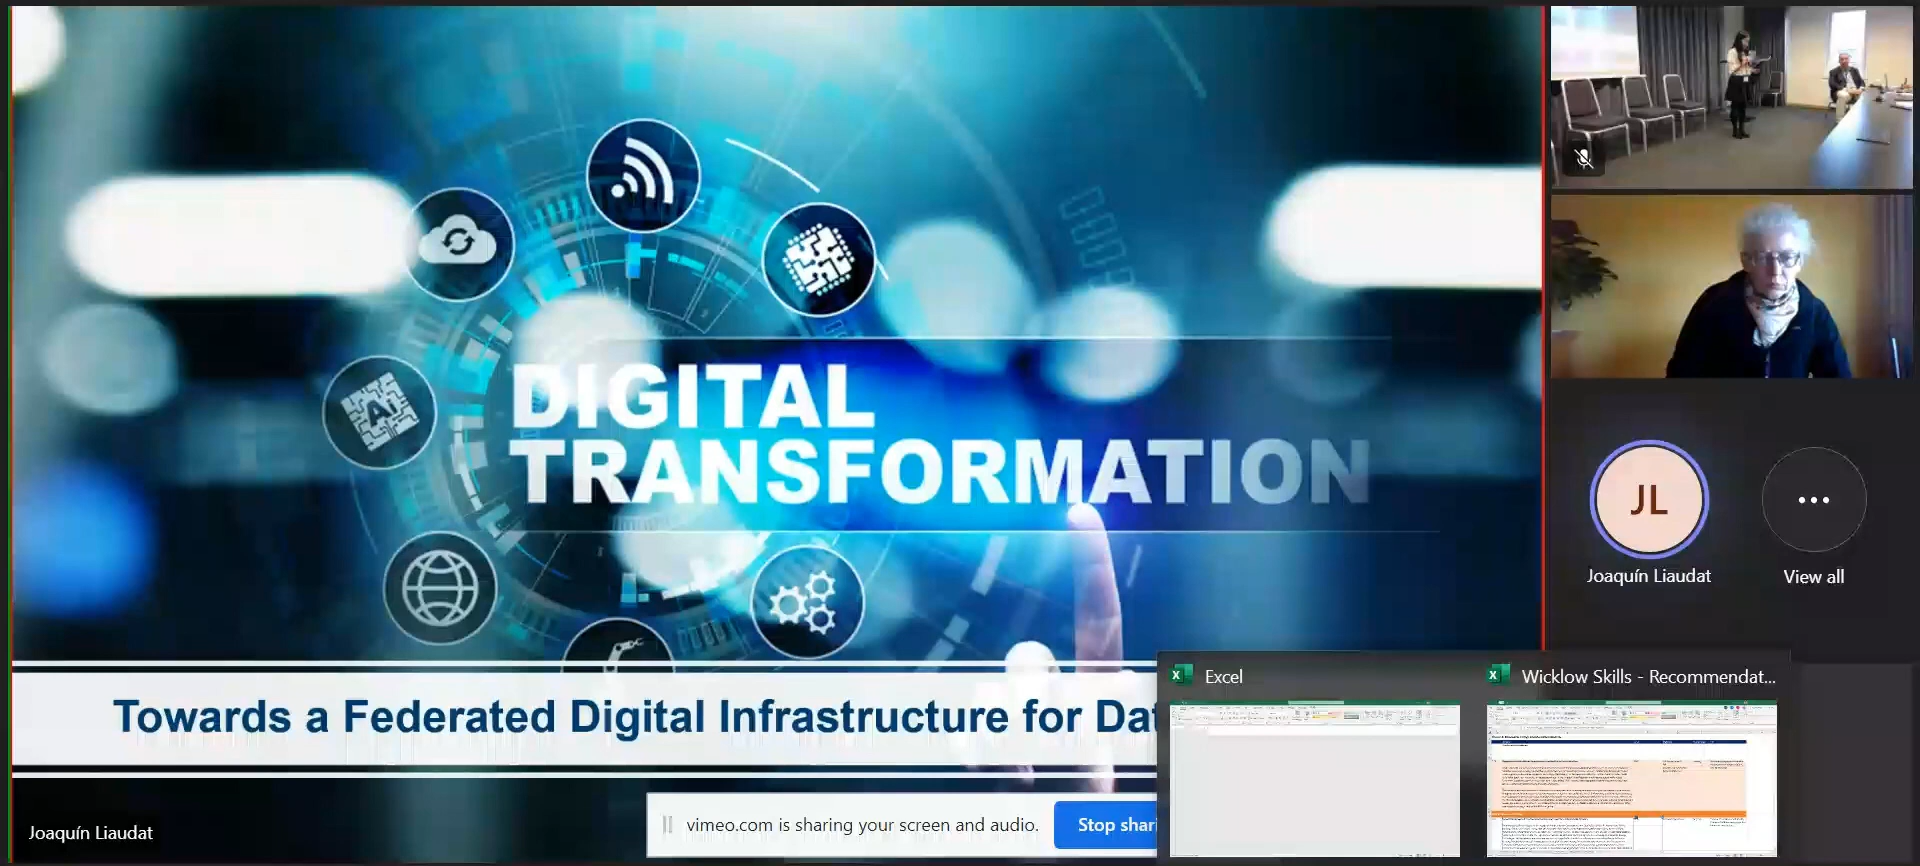 AI
DIGITAL
TRANSFORMATION
Towards a Federated Digital Infrastructure for Dat
Joaquín Liaudat
vimeo.com is sharing your screen and audio.
Stop shari
Excel
Wicklow Skills - Recommendat...
JL
Joaquín Liaudat
View all